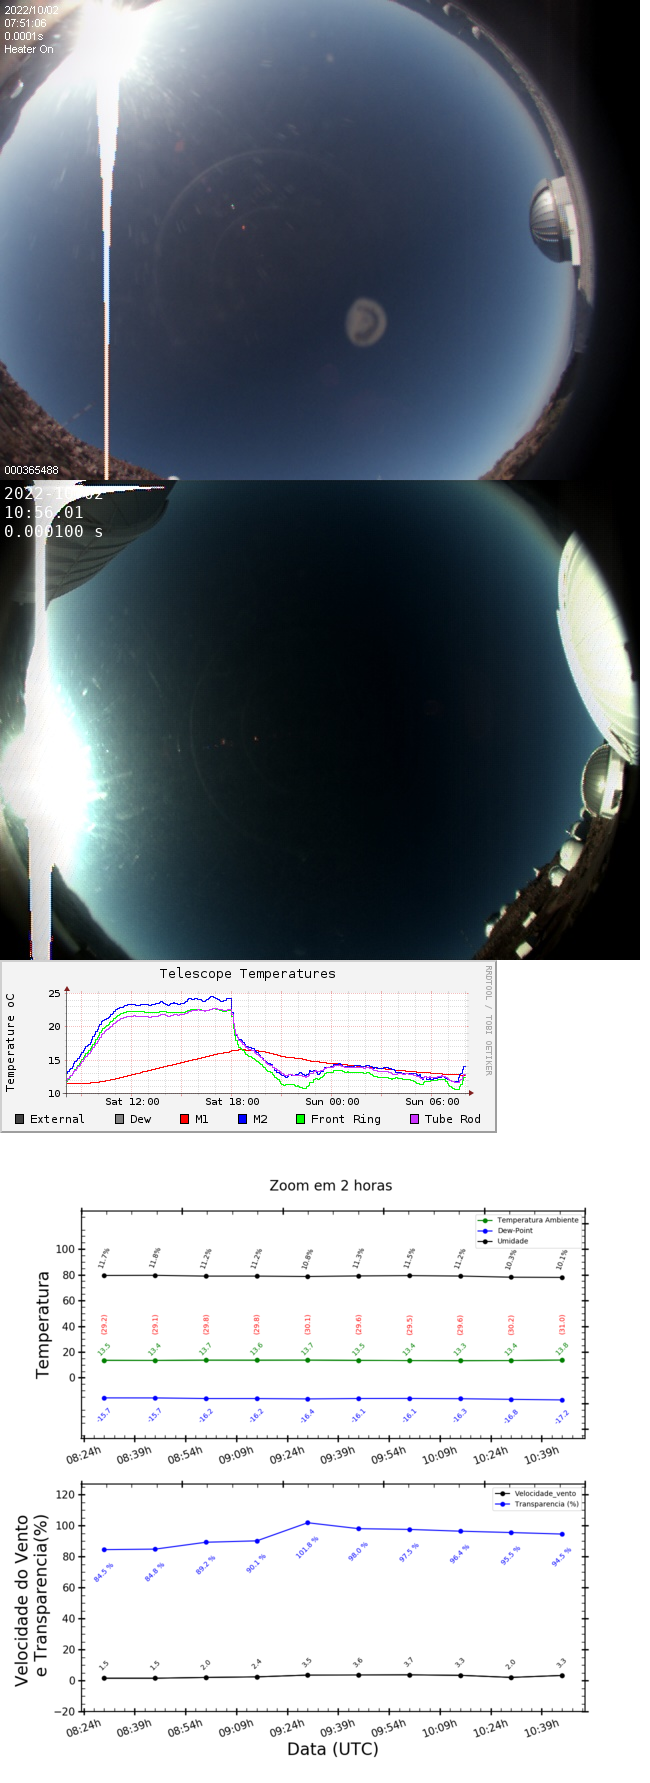 2022/10/02
07:51:06
0.0001s
Heater On
000365488
2022-10-02
10:56:01
0.000100 s
Telescope Temperatures
RRDTOOL / TOBI OETIKER
Temperature oC
25
20
15
10
Sat 12:00 Sat 18:00 Sun 00:00 Sun 06:00
External Dew M1 M2 Front Ring Tube Rod
Zoom em 2 horas
Temperatura Ambiente
Dew-Point
Umidade
Temperatura
100
80
60
40
20
0
11.7% 11.8% 11.2% 11.2% 10.8% 11.3% 11.5% 11.2% 10.3% 10.1%
(29.2) (29.1) (29.8) (29.8) (30.1) (29.6) (29.5) (29.6) (30.2) (31.0)
13.5 13.4 13.7 13.6 13.7 13.5 13.4 13.3 13.4 13.8
-15.7 -15.7 -16.2 -16.2 -16.4 -16.1 -16.1 -16.3 -16.8 -17.2
08:24h 08:39h 08:54h 09:09h 09:24h 09:39h 09:54h 10:09h 10:24h 10:39h
Velocidade_vento
Transparencia (%)
Velocidade do Vento
e Transparencia(%)
120
100
80
60
40
20
0
−20
84.5 % 84.8 % 89.2 % 90.1 % 101.8 % 98.0 % 97.5 % 96.4 % 95.5 % 94.5 %
1.5 1.5 2.0 2.4 3.5 3.6 3.7 3.3 2.0 3.3
08:24h 08:39h 08:54h 09:09h 09:24h 09:39h 09:54h 10:09h 10:24h 10:39h
Data (UTC)